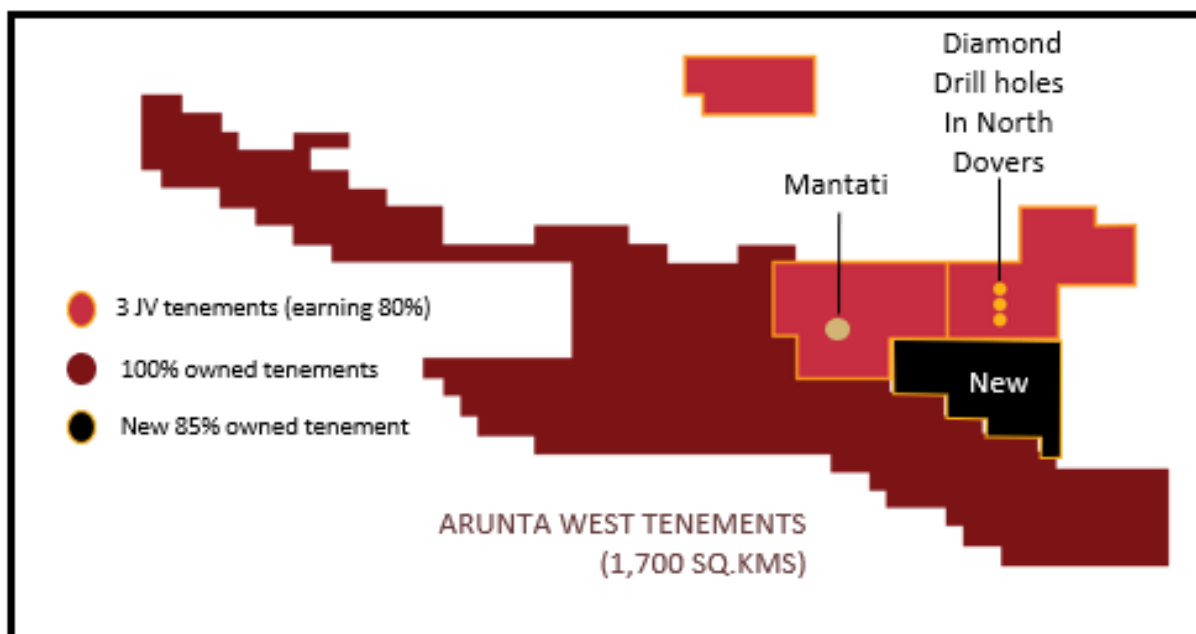 Diamond
Drill holes
In North
Dovers
Mantati
3 JV tenements (earning 80%)
100% owned tenements
New 85% owned tenement
New
ARUNTA WEST TENEMENTS
(1,700 SQ.KMS)